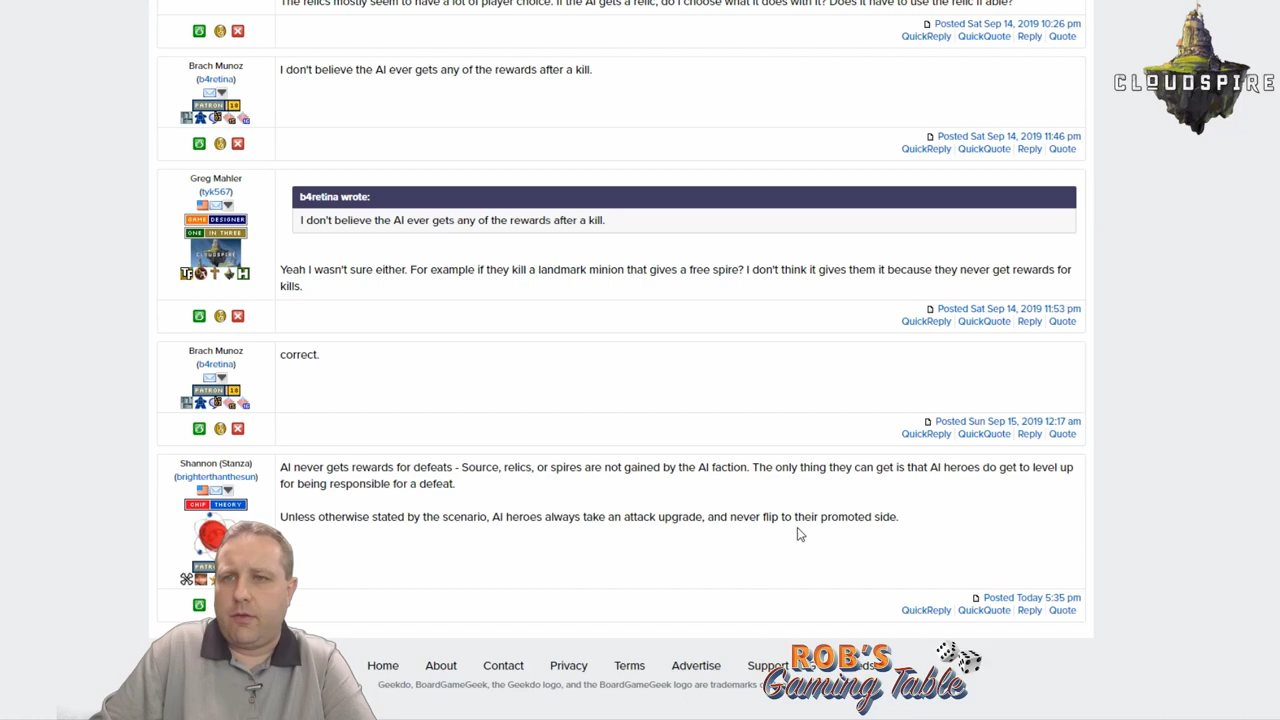 The relics mostly seem to have a lot of player choice. If the AI gets a relic, do I choose what it does with it? Does it have to use the relic if able?
Posted Sat Sep 14, 2019 10:26 pm
QuickReply QuickQuote Reply Quote
CLOUDSPIRE
Brach Munoz
(b4retina)
PATRON 10
I don't believe the AI ever gets any of the rewards after a kill.
Posted Sat Sep 14, 2019 11:46 pm
QuickReply QuickQuote Reply Quote
Greg Mahler
(tyk567)
GAME DESIGNER
ONE IN THREE
CLOUDSPIRE
b4retina wrote:
I don't believe the AI ever gets any of the rewards after a kill.
Yeah I wasn't sure either. For example if they kill a landmark minion that gives a free spire? I don't think it gives them it because they never get rewards for
kills.
Posted Sat Sep 14, 2019 11:53 pm
QuickReply QuickQuote Reply Quote
Brach Munoz
(b4retina)
PATRON 10
correct.
Posted Sun Sep 15, 2019 12:17 am
QuickReply QuickQuote Reply Quote
Shannon (Stanza)
(brighterthanthesun)
CHIP THEORY
AI never gets rewards for defeats - Source, relics, or spires are not gained by the AI faction. The only thing they can get is that AI heroes do get to level up
for being responsible for a defeat.
Unless otherwise stated by the scenario, AI heroes always take an attack upgrade, and never flip to their promoted side.
Posted Today 5:35 pm
QuickReply QuickQuote Reply Quote
Home About Contact Privacy Terms Advertise Support
Geekdo, BoardGameGeek, the Geekdo logo, and the BoardGameGeek logo are trademarks
ROB'S
Gaming Table